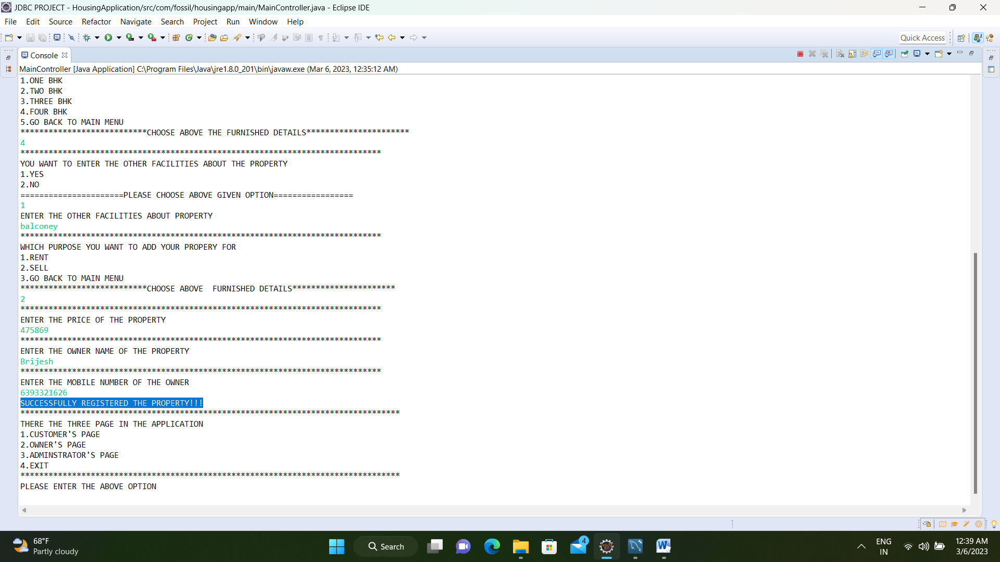 JDBC PROJECT - HousingApplication/src/com/fossil/housingapp/main/MainController.java - Eclipse IDE
File Edit Source Refactor Navigate Search Project Run Window Help
Quick Access
Console
MainController [Java Application] C:\Program Files\Java\jre1.8.0_201\bin\javaw.exe (Mar 6, 2023, 12:35:12 AM)
1.ONE BHK
2.TWO BHK
3.THREE BHK
4.FOUR BHK
5.GO BACK TO MAIN MENU
***************************CHOOSE ABOVE THE FURNISHED DETAILS**********************
4
*****************************************************************************
YOU WANT TO ENTER THE OTHER FACILITIES ABOUT THE PROPERTY
1.YES
2.NO
======================PLEASE CHOOSE ABOVE GIVEN OPTION=================
1
ENTER THE OTHER FACILITIES ABOUT PROPERTY
balconey
*****************************************************************************
WHICH PURPOSE YOU WANT TO ADD YOUR PROPERY FOR
1.RENT
2.SELL
3.GO BACK TO MAIN MENU
***************************CHOOSE ABOVE  FURNISHED DETAILS**********************
2
*****************************************************************************
ENTER THE PRICE OF THE PROPERTY
475869
*****************************************************************************
ENTER THE OWNER NAME OF THE PROPERTY
Brijesh
*****************************************************************************
ENTER THE MOBILE NUMBER OF THE OWNER
6393321626
SUCCESSFULLY REGISTERED THE PROPERTY!!!
*********************************************************************************
THERE THE THREE PAGE IN THE APPLICATION
1.CUSTOMER'S PAGE
2.OWNER'S PAGE
3.ADMINSTRATOR'S PAGE
4.EXIT
*********************************************************************************
PLEASE ENTER THE ABOVE OPTION
68°F
Partly cloudy
Search
4
ENG
IN
12:39 AM
3/6/2023